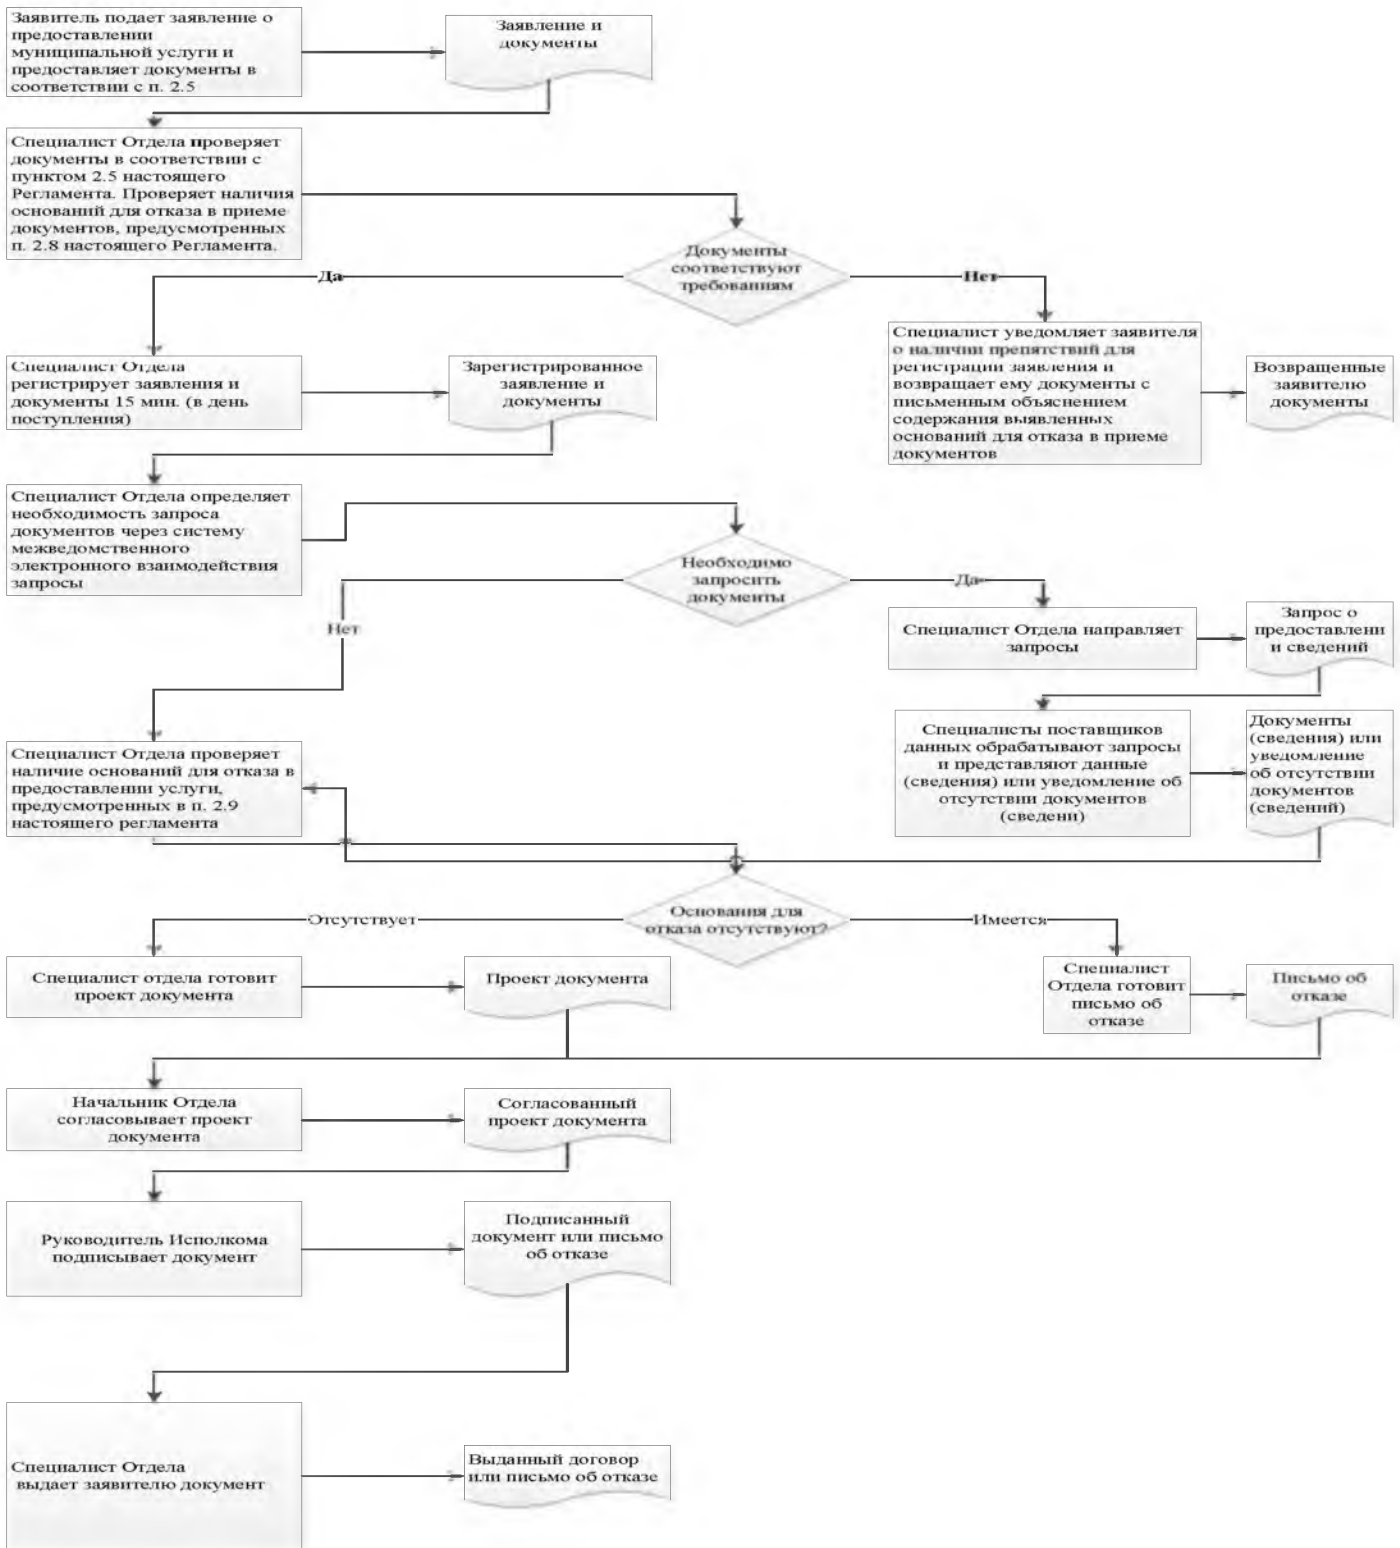 Заявитель подает заявление о
предоставлении
муниципальной услуги и
предоставляет документы в
соответствии с п. 2.5
Заявление и
документы
Специалист Отдела проверяет
документы в соответствии с
пунктом 2.5 настоящего
Регламента. Проверяет наличия
оснований для отказа в приеме
документов, предусмотренных
п. 2.8 настоящего Регламента.
Документы
соответствуют
требованиям
Да
Нет
Специалист Отдела
регистрирует заявления и
документы 15 мин. (в день
поступления)
Зарегистрированное
заявление и
документы
Специалист уведомляет заявителя
о наличии препятствий для
регистрации заявления и
возвращает ему документы с
письменным объяснением
содержания выявленных
оснований для отказа в приеме
документов
Возвращенные
заявителю
документы
Специалист Отдела определяет
необходимость запроса
документов через систему
межведомственного
электронного взаимодействия
запросы
Необходимо
запросить
документы
Да
Нет
Специалист Отдела направляет
запросы
Запрос о
предоставлени
и сведений
Специалист Отдела проверяет
наличие оснований для отказа в
предоставлении услуги,
предусмотренных в п. 2.9
настоящего регламента
Специалисты поставщиков
данных обрабатывают запросы
и представляют данные
(сведения) или уведомление об
отсутствии документов
(сведени)
Документы
(сведения) или
уведомление
об отсутствии
документов
(сведений)
Основания для
отказа отсутствуют?
Отсутствует
Имеется
Специалист отдела готовит
проект документа
Проект документа
Специалист
Отдела готовит
письмо об
отказе
Письмо об
отказе
Начальник Отдела
согласовывает проект
документа
Согласованный
проект документа
Руководитель Исполкома
подписывает документ
Подписанный
документ или письмо
об отказе
Специалист Отдела
выдает заявителю документ
Выданный договор
или письмо об отказе